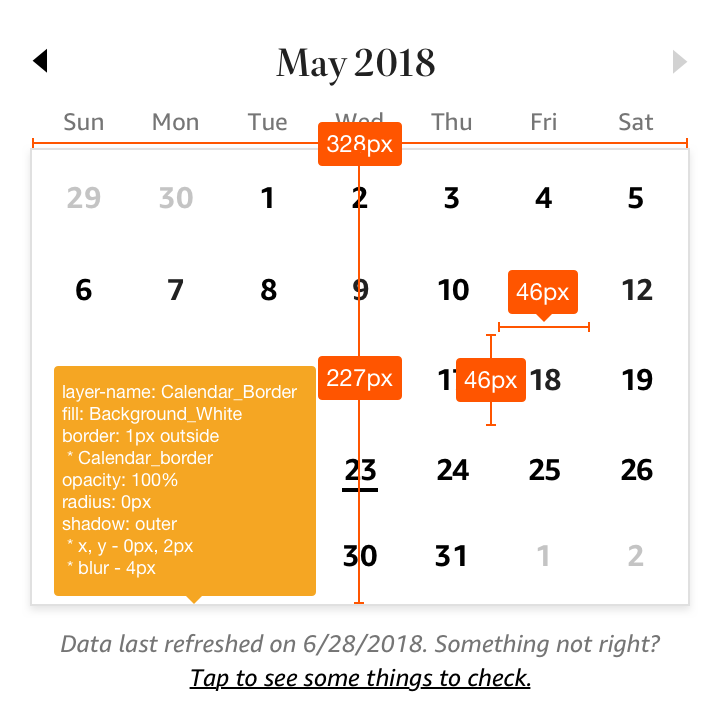 May 2018
Sun Mon Tue Wed Thu Fri Sat
328px
29 30 1 2 3 4 5
6 7 8 9 10 12
46px
227px 46px 18 19
layer-name: Calendar_Border
fill: Background_White
border: 1px outside
* Calendar_border
opacity: 100%
radius: 0px
shadow: outer
* x, y - 0px, 2px
* blur - 4px
23 24 25 26
30 31 1 2
Data last refreshed on 6/28/2018. Something not right?
Tap to see some things to check.